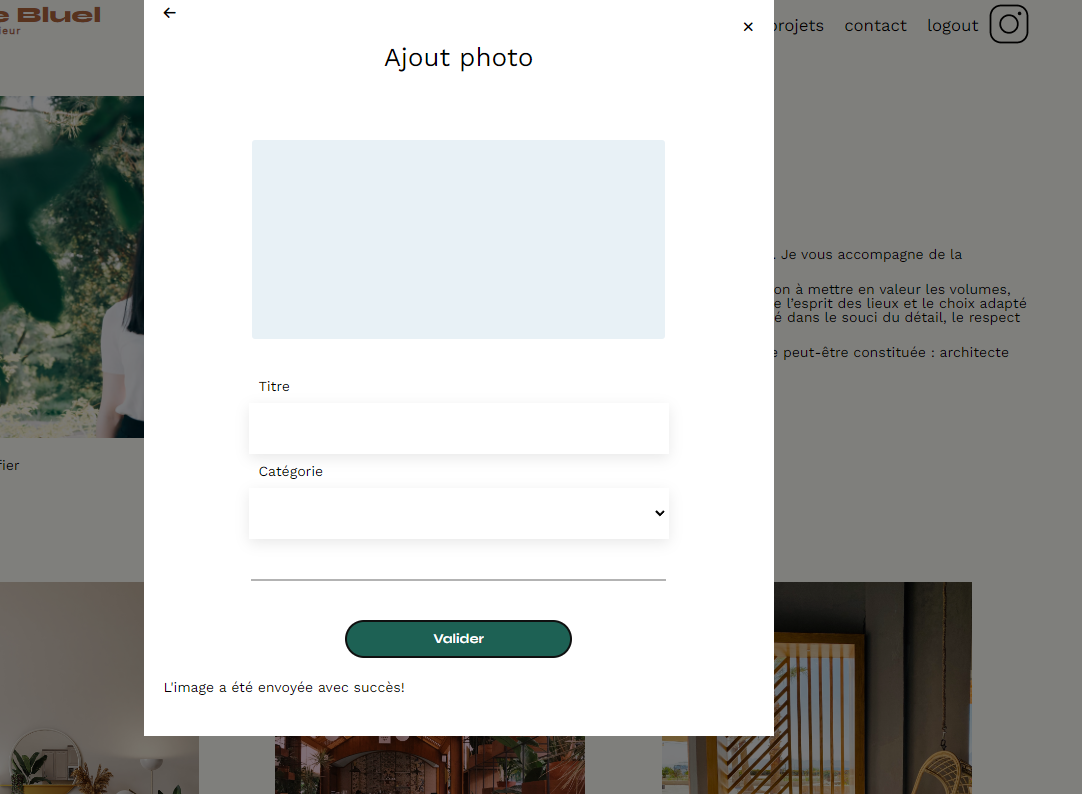 e Bluel
ieur
projets contact logout
Ajout photo
. Je vous accompagne de la
on à mettre en valeur les volumes,
e l’esprit des lieux et le choix adapté
é dans le souci du détail, le respect
e peut-être constituée : architecte
Titre
Catégorie
fier
Valider
L'image a été envoyée avec succès!